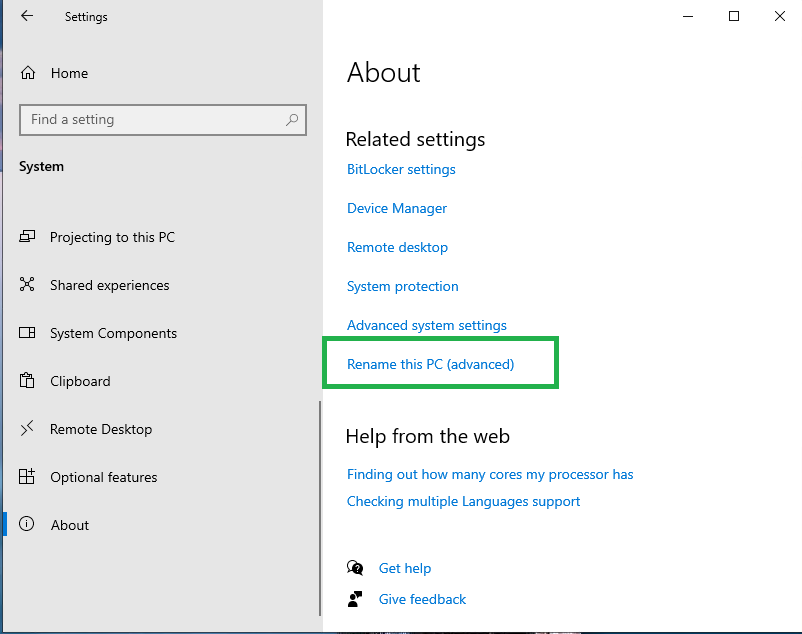 Settings
Home
Find a setting
System
Projecting to this PC
Shared experiences
System Components
Clipboard
Remote Desktop
Optional features
About
About
Related settings
BitLocker settings
Device Manager
Remote desktop
System protection
Advanced system settings
Rename this PC (advanced)
Help from the web
Finding out how many cores my processor has
Checking multiple Languages support
Get help
Give feedback